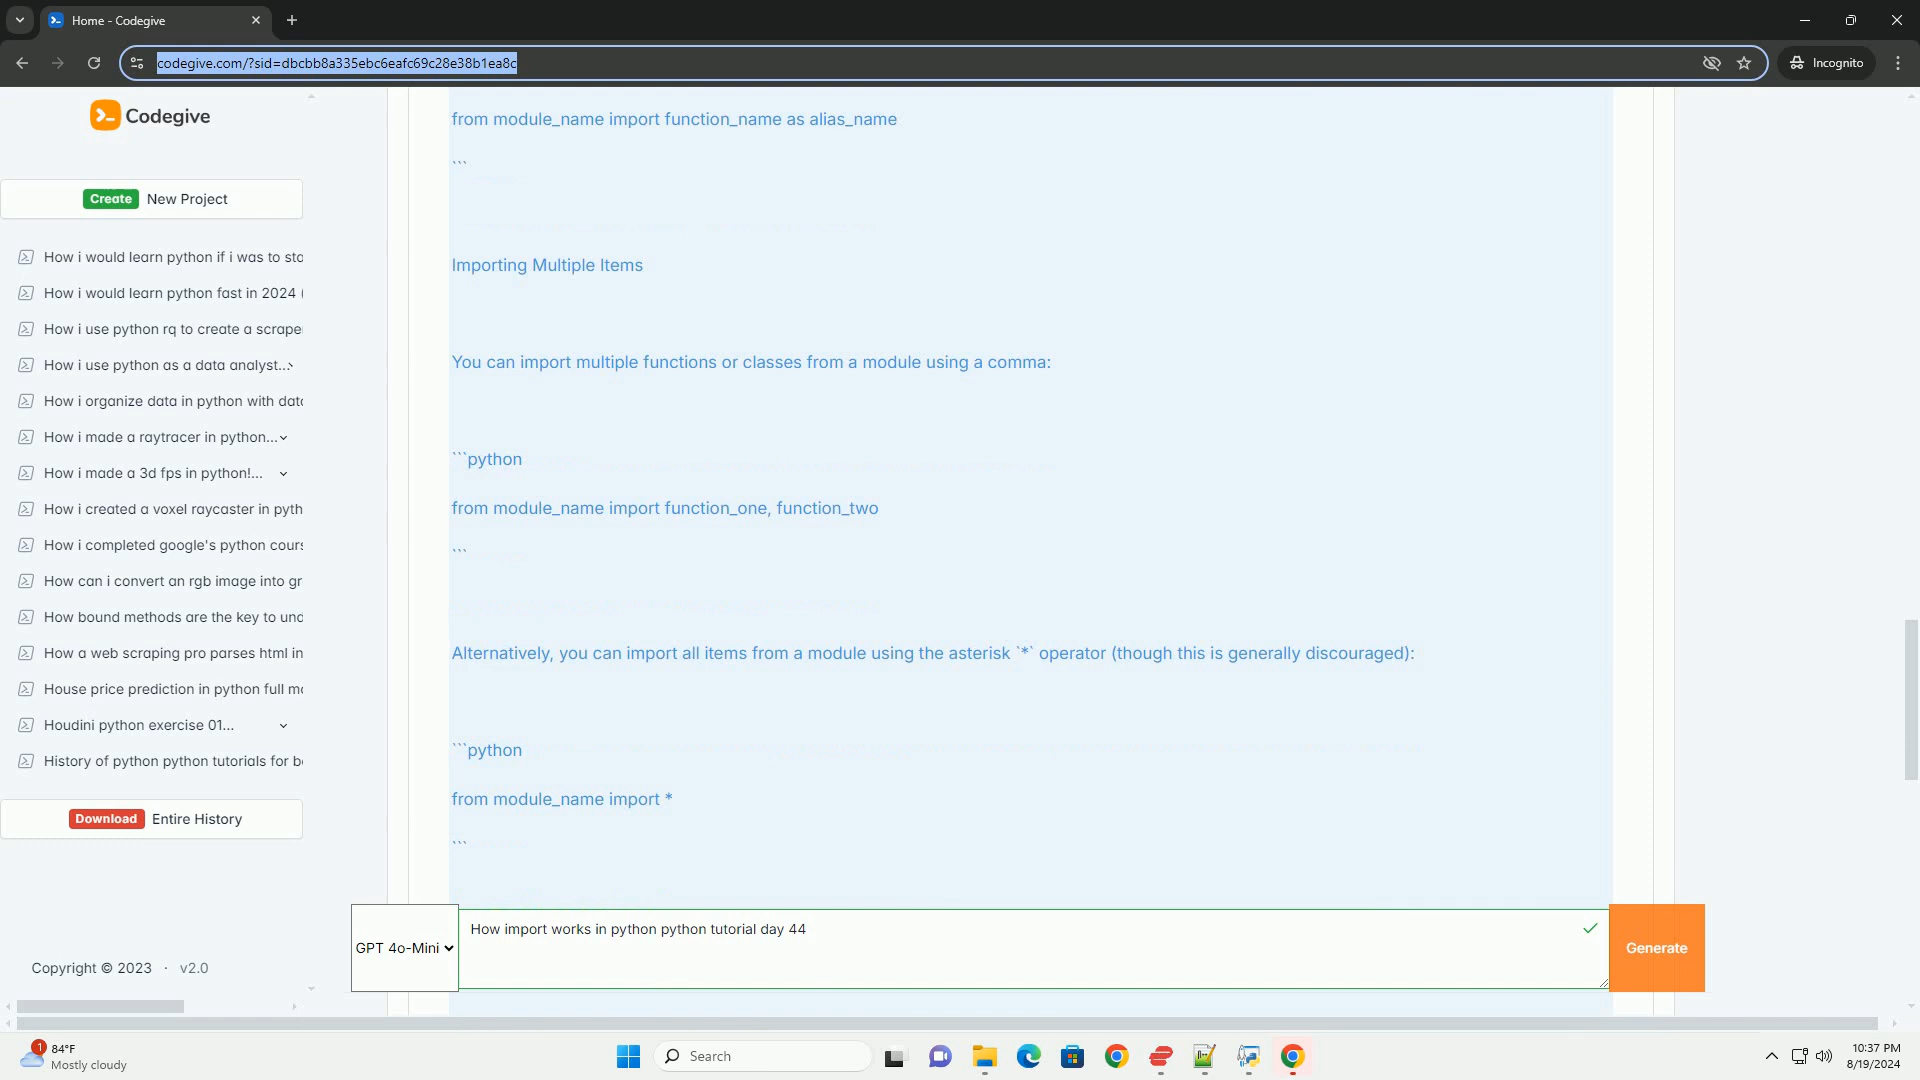 Home - Codegive
codegive.com/?sid=dbcbb8a335ebc6eafc69c28e38b1ea8c
Incognito
Codegive
Create New Project
How i would learn python if i was to sta
How i would learn python fast in 2024 (
How i use python rq to create a scrape
How i use python as a data analyst...
How i organize data in python with data
How i made a raytracer in python...
How i made a 3d fps in python!...
How i created a voxel raycaster in pyth
How i completed google's python cours
How can i convert an rgb image into gr
How bound methods are the key to und
How a web scraping pro parses html in
House price prediction in python full ma
Houdini python exercise 01...
History of python python tutorials for be
Download Entire History
Copyright © 2023 · v2.0
from module_name import function_name as alias_name
```
Importing Multiple Items
You can import multiple functions or classes from a module using a comma:
```python
from module_name import function_one, function_two
```
Alternatively, you can import all items from a module using the asterisk `*` operator (though this is generally discouraged):
```python
from module_name import *
```
GPT 4o-Mini
How import works in python python tutorial day 44
Generate
1
84°F
Mostly cloudy
Search
10:37 PM
8/19/2024